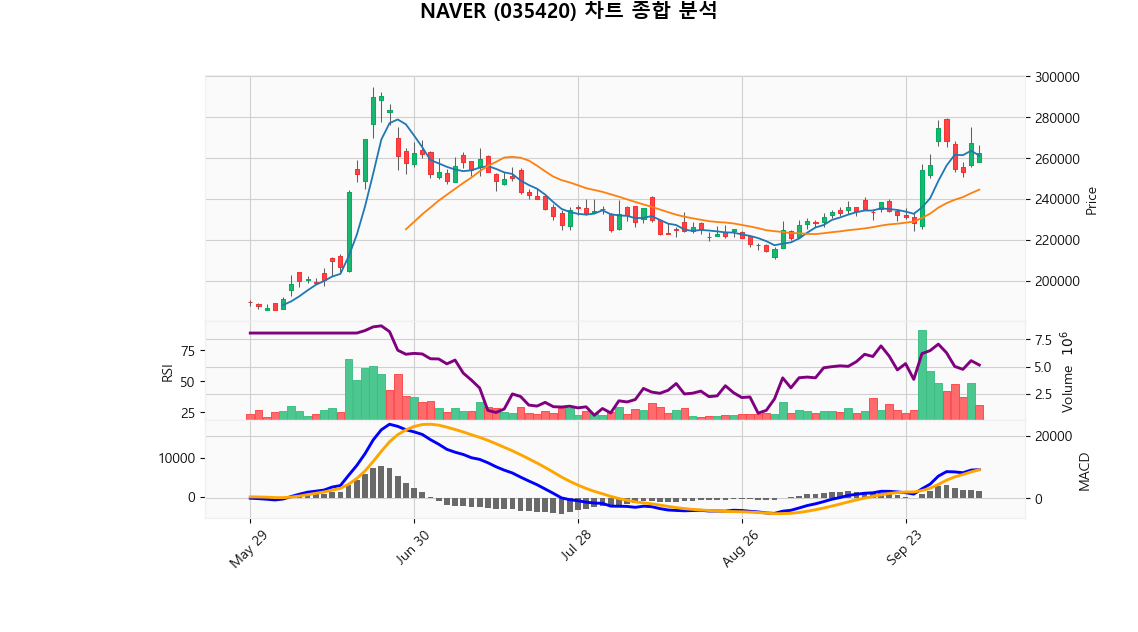 NAVER (035420) 차트 종합 분석
300000
280000
260000
240000
220000
200000
Price
75
50
25
RSI
7.5
5.0
2.5
Volume 10⁶
10000
0
20000
0
MACD
May 29
Jun 30
Jul 28
Aug 26
Sep 23